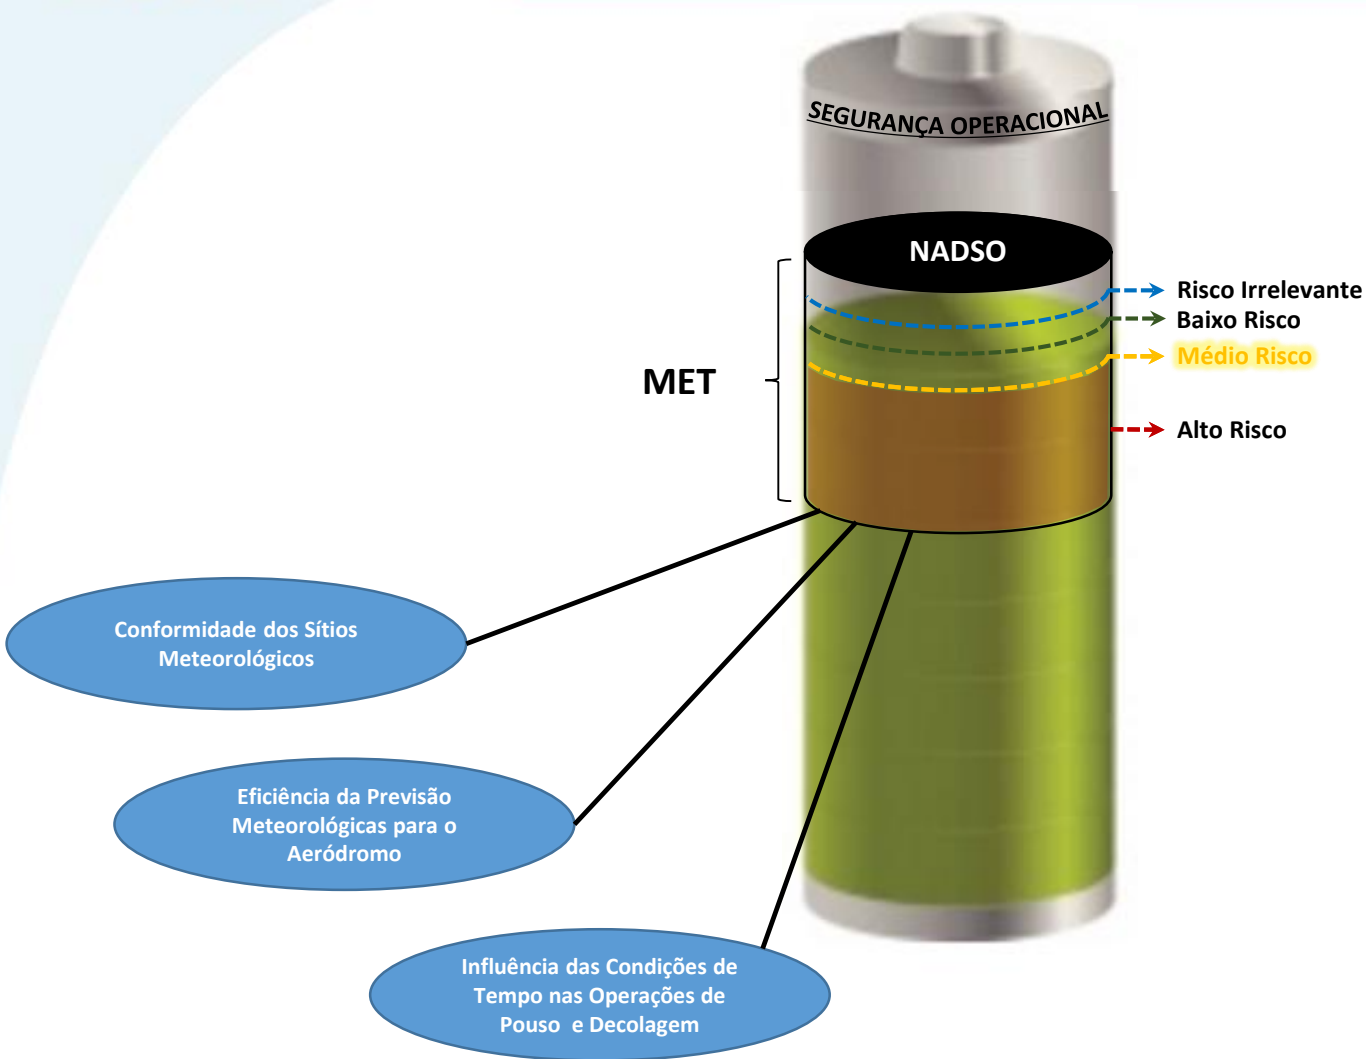 SEGURANÇA OPERACIONAL
NADSO
Risco Irrelevante
Baixo Risco
Médio Risco
MET
Alto Risco
Conformidade dos Sítios
Meteorológicos
Eficiência da Previsão
Meteorológicas para o
Aeródromo
Influência das Condições de
Tempo nas Operações de
Pouso e Decolagem